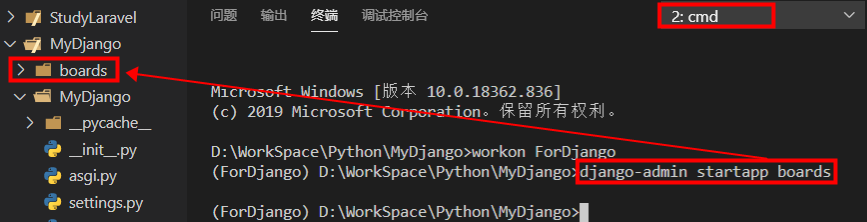 StudyLaravel
MyDjango
boards
MyDjango
__pycache__
__init__.py
asgi.py
settings.py
问题 输出 终端 调试控制台 2: cmd
Microsoft Windows [版本 10.0.18362.836]
(c) 2019 Microsoft Corporation。保留所有权利。
D:\WorkSpace\Python\MyDjango>workon ForDjango
(ForDjango) D:\WorkSpace\Python\MyDjango>django-admin startapp boards
(ForDjango) D:\WorkSpace\Python\MyDjango>